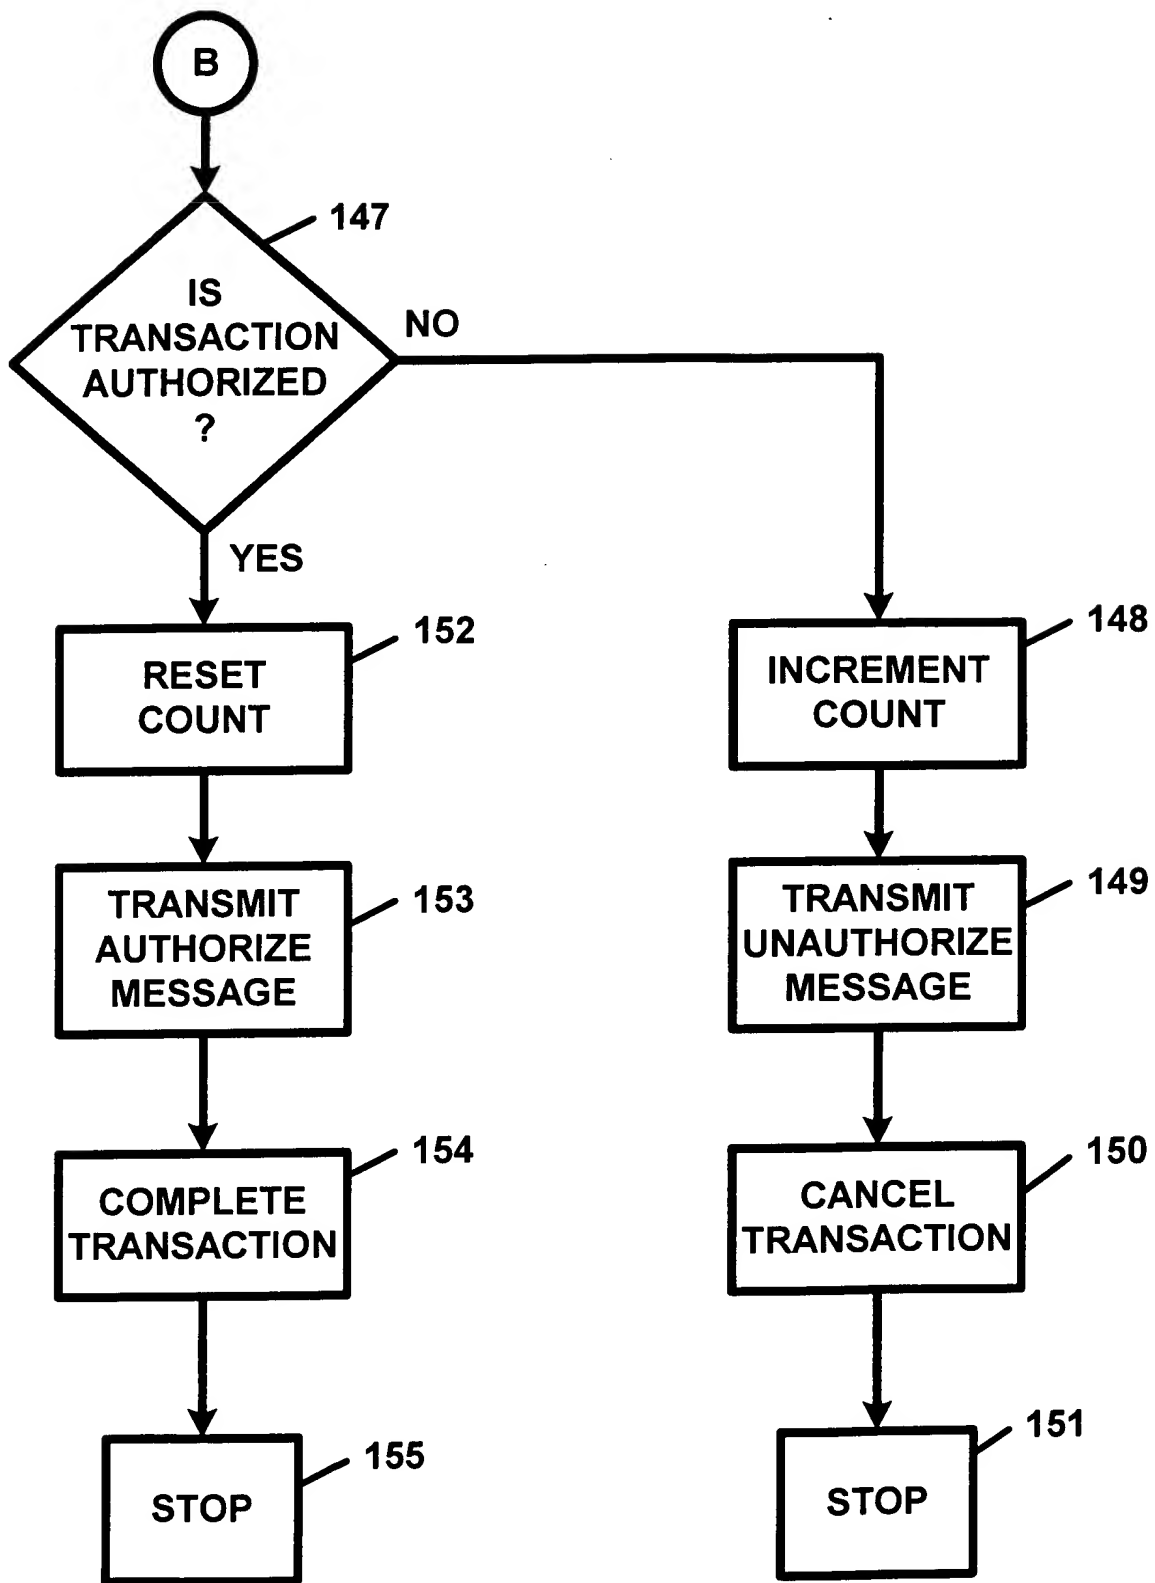 B
147
IS
TRANSACTION
AUTHORIZED
?
NO
YES
152
RESET
COUNT
148
INCREMENT
COUNT
153
TRANSMIT
AUTHORIZE
MESSAGE
149
TRANSMIT
UNAUTHORIZE
MESSAGE
154
COMPLETE
TRANSACTION
150
CANCEL
TRANSACTION
155
STOP
151
STOP